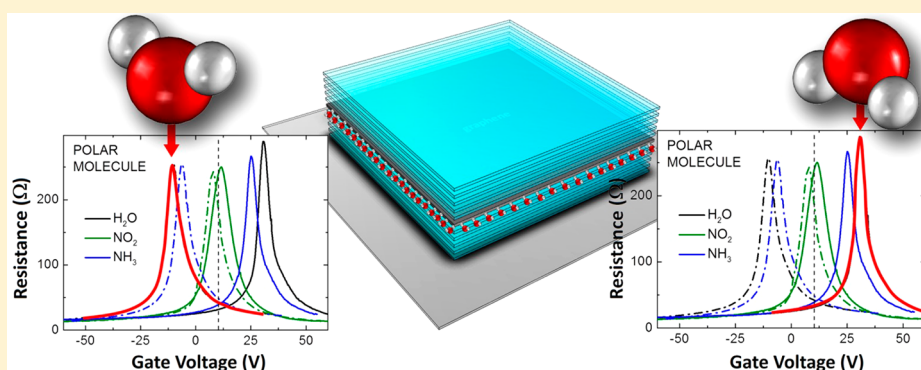 POLAR
MOLECULE
200
100
0
H₂O
NO₂
NH₃
Resistance (Ω)
-50
-25
0
25
50
Gate Voltage (V)
POLAR
MOLECULE
200
100
0
H₂O
NO₂
NH₃
Resistance (Ω)
-50
-25
0
25
50
Gate Voltage (V)